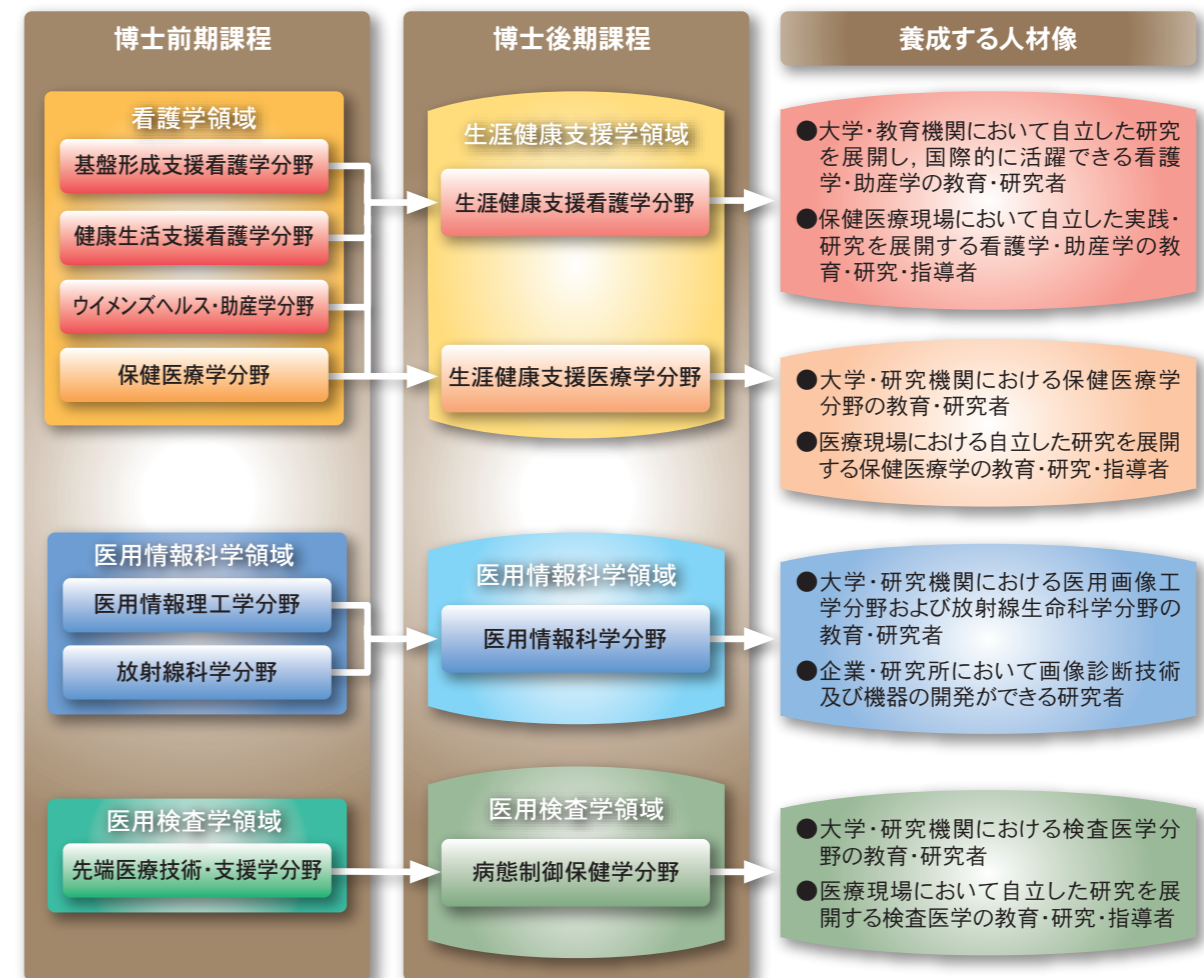 博士前期課程
看護学領域
基盤形成支援看護学分野
健康生活支援看護学分野
ウイメンズヘルス・助産学分野
保健医療学分野
医用情報科学領域
医用情報理工学分野
放射線科学分野
医用検査学領域
先端医療技術・支援学分野
博士後期課程
生涯健康支援学領域
生涯健康支援看護学分野
生涯健康支援医療学分野
医用情報科学領域
医用情報科学分野
医用検査学領域
病態制御保健学分野
養成する人材像
●大学・教育機関において自立した研究
を展開し，国際的に活躍できる看護
学・助産学の教育・研究者
●保健医療現場において自立した実践・
研究を展開する看護学・助産学の教
育・研究・指導者
●大学・研究機関における保健医療学
分野の教育・研究者
●医療現場における自立した研究を展開
する保健医療学の教育・研究・指導者
●大学・研究機関における医用画像工
学分野および放射線生命科学分野の
教育・研究者
●企業・研究所において画像診断技術
及び機器の開発ができる研究者
●大学・研究機関における検査医学分
野の教育・研究者
●医療現場において自立した研究を展
開する検査医学の教育・研究・指導者